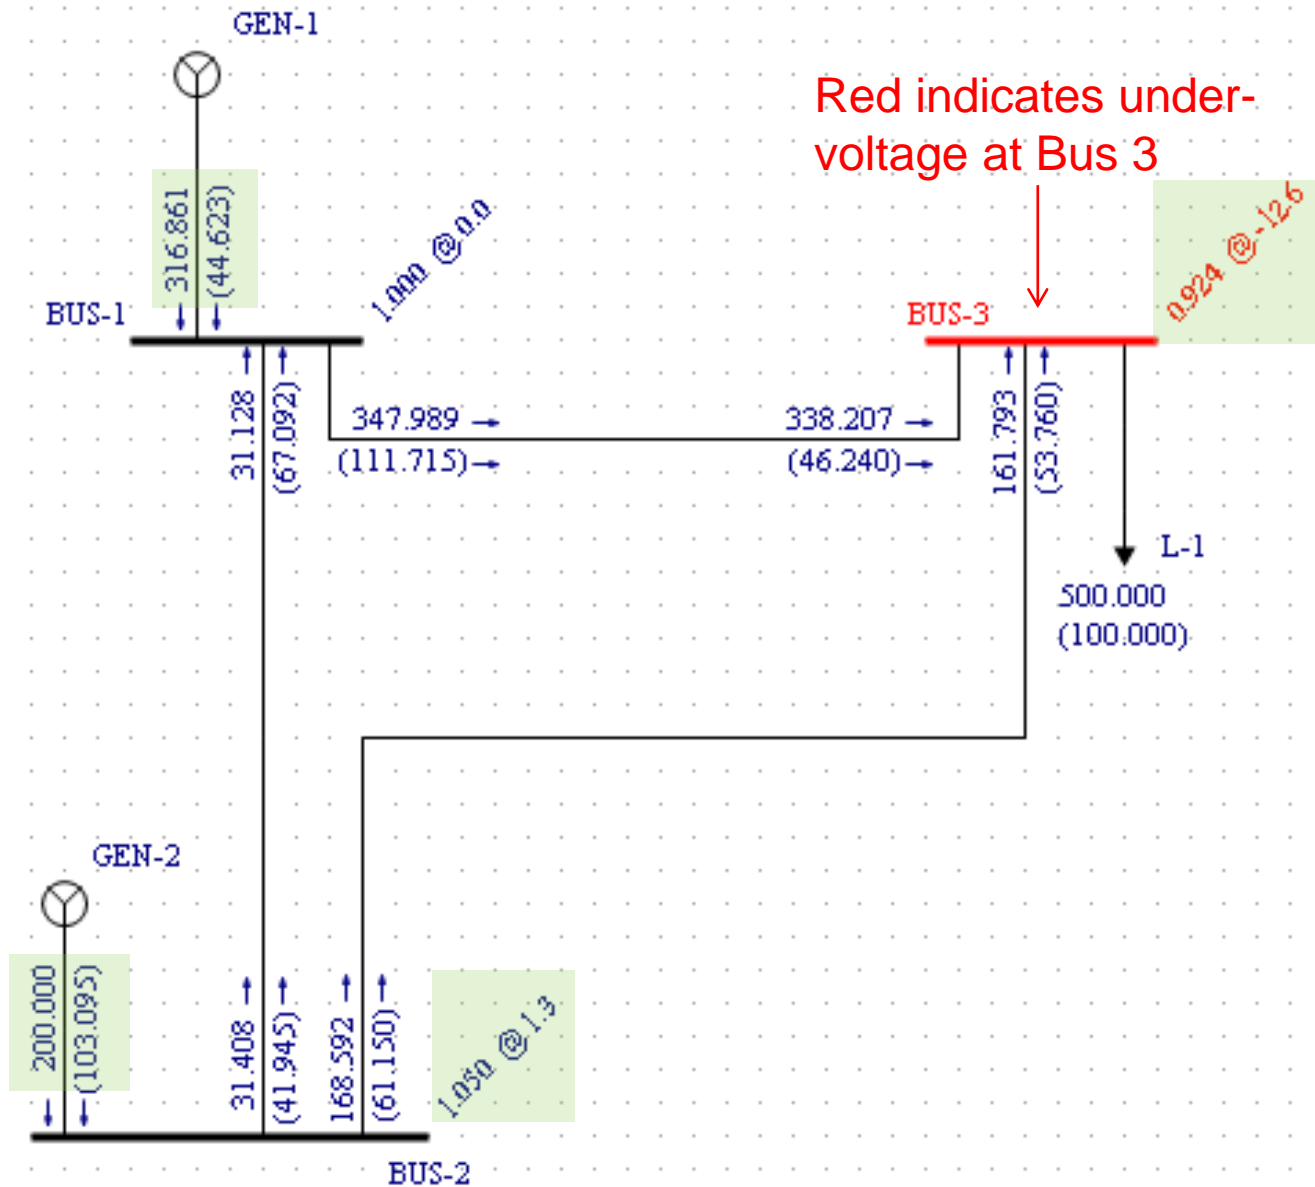 GEN-1
Red indicates under-
voltage at Bus 3
316.861
(44.623)
1.000 @0.0
0.924 @ -12.6
BUS-1
BUS-3
31.128
(67.092)
347.989
(111.715)
338.207
(46.240)
161.793
(53.760)
L-1
500.000
(100.000)
GEN-2
200.000
(103.095)
31.408
(41.945)
168.592
(61.150)
1.050 @1.3
BUS-2